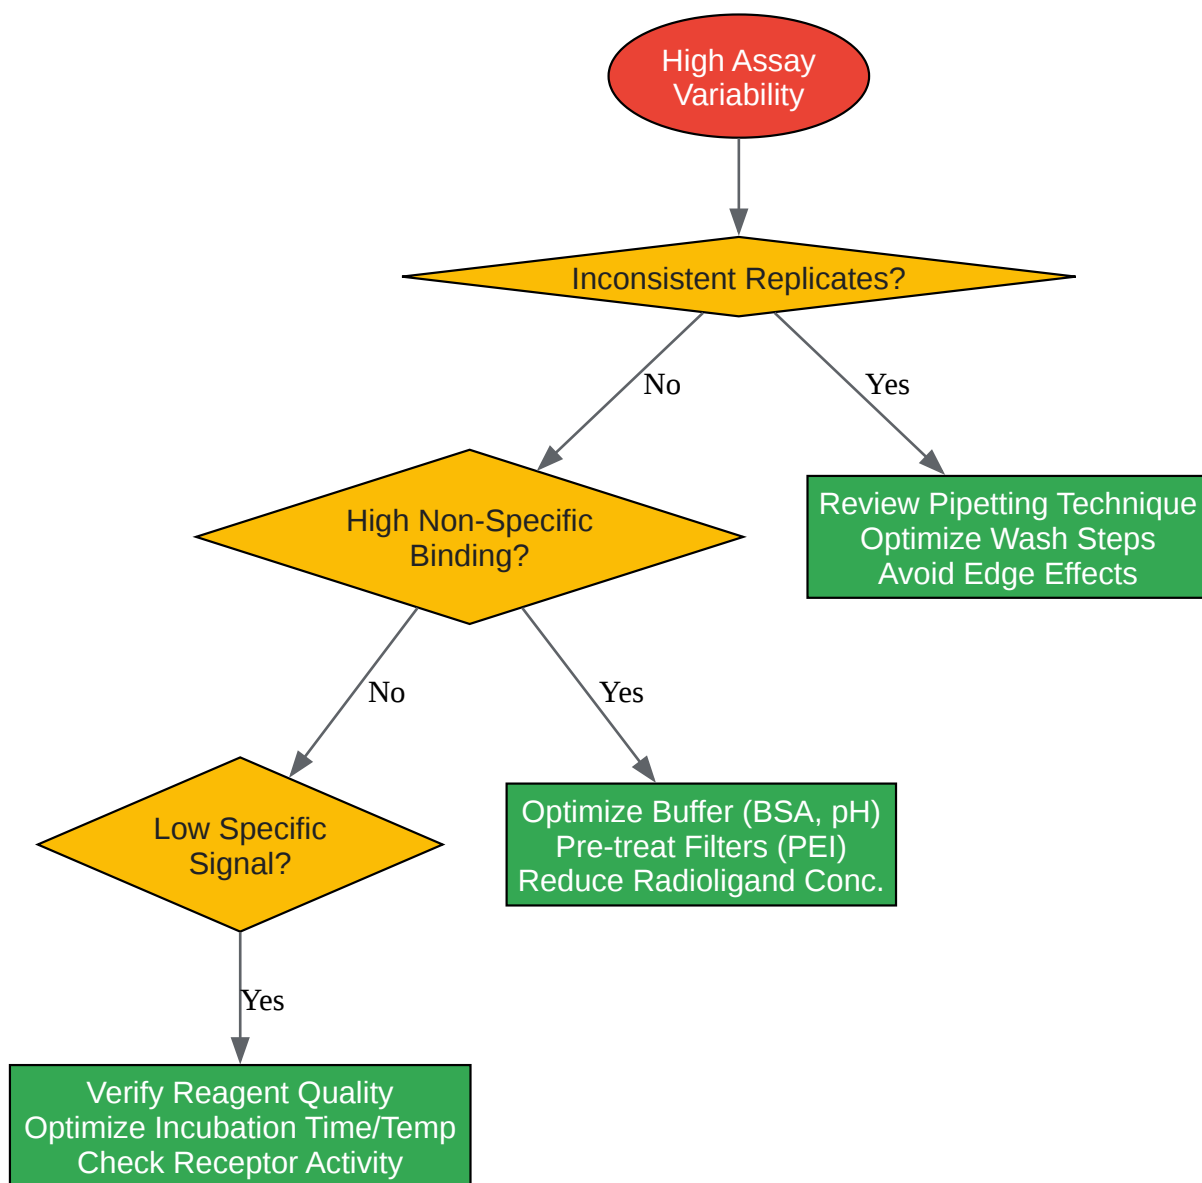 High Assay
Variability
Inconsistent Replicates?
No
Yes
High Non-Specific
Binding?
Review Pipetting Technique
Optimize Wash Steps
Avoid Edge Effects
No
Yes
Low Specific
Signal?
Optimize Buffer (BSA, pH)
Pre-treat Filters (PEI)
Reduce Radioligand Conc.
Yes
Verify Reagent Quality
Optimize Incubation Time/Temp
Check Receptor Activity